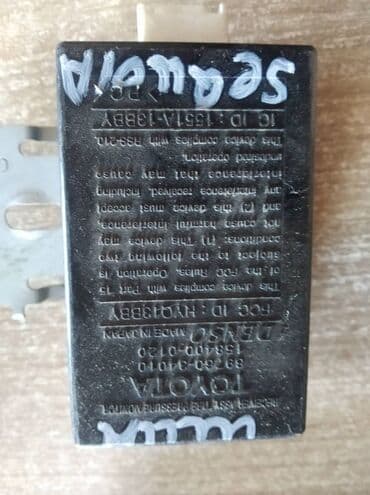 RECEIVER ASSY, TIRE PRESSURE MONITOR
TOYOTA
89760-34010
158400-0120
DENSO MADE IN JAPAN
FCC ID : HYQ13BBY
This device complies with Part 15
of the FCC Rules. Operation is
subject to the following two
conditions: (1) This device may
not cause harmful interference,
and (2) this device must accept
any interference received, including
interference that may cause
undesired operation.
This device complies with RSS-210.
IC ID : 1551A-13BBY
SeQuoiA